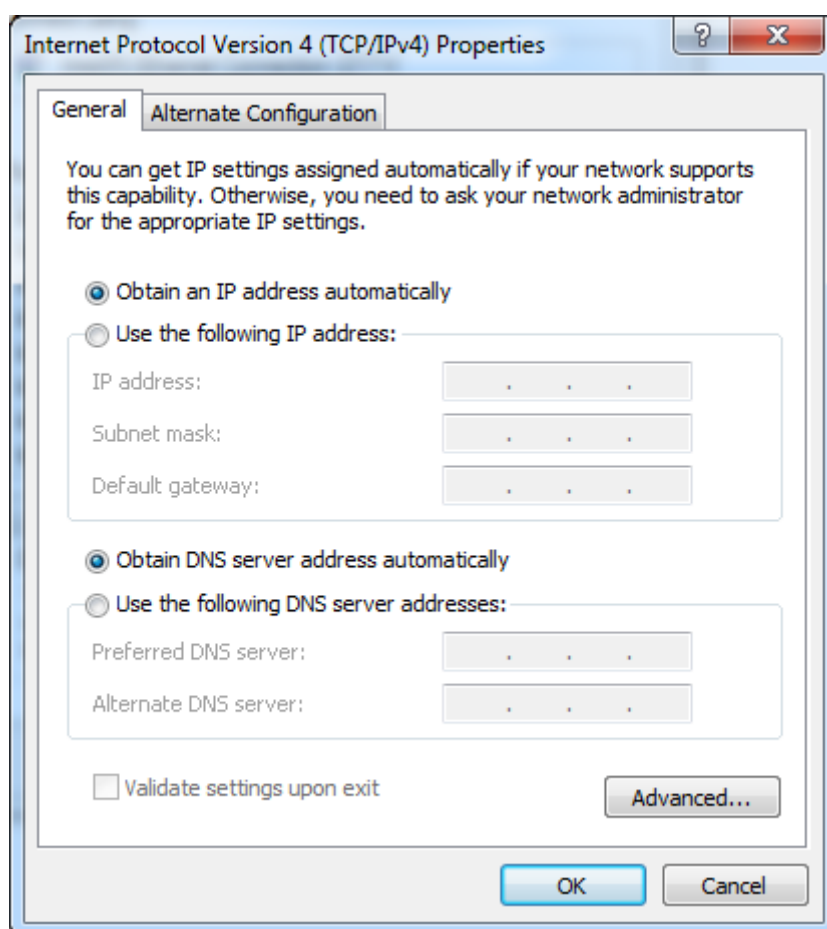 Internet Protocol Version 4 (TCP/IPv4) Properties
General
Alternate Configuration
You can get IP settings assigned automatically if your network supports
this capability. Otherwise, you need to ask your network administrator
for the appropriate IP settings.
Obtain an IP address automatically
Use the following IP address:
IP address:
Subnet mask:
Default gateway:
Obtain DNS server address automatically
Use the following DNS server addresses:
Preferred DNS server:
Alternate DNS server:
Validate settings upon exit
Advanced...
OK
Cancel